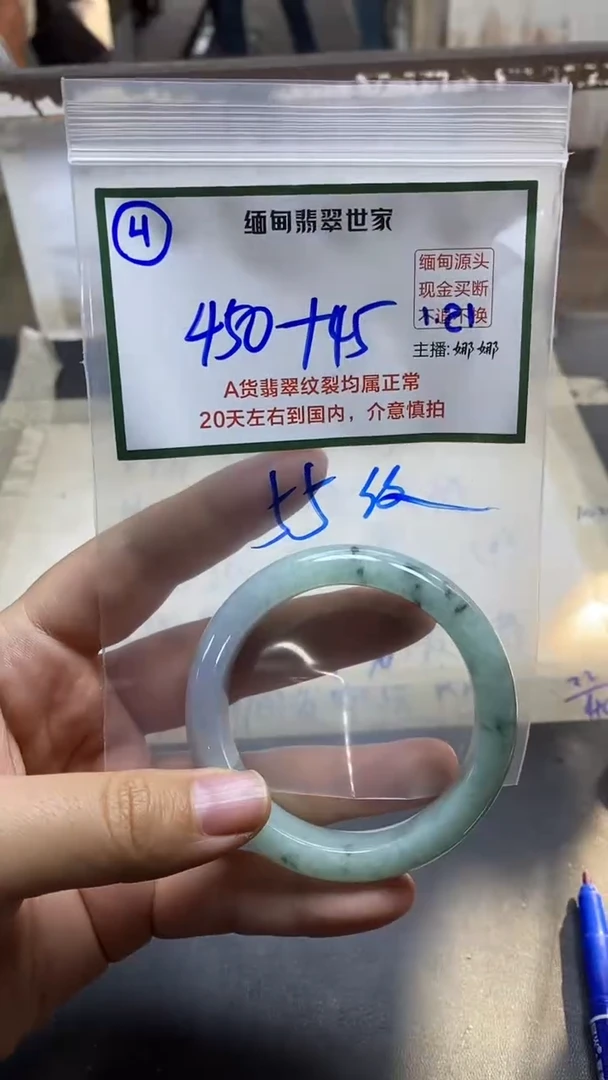 4
缅甸翡翠世家
缅甸源头
现金买断
不退不换
1.21
450+45
主播:娜娜
A货翡翠纹裂均属正常
20天左右到国内，介意慎拍
55 纹